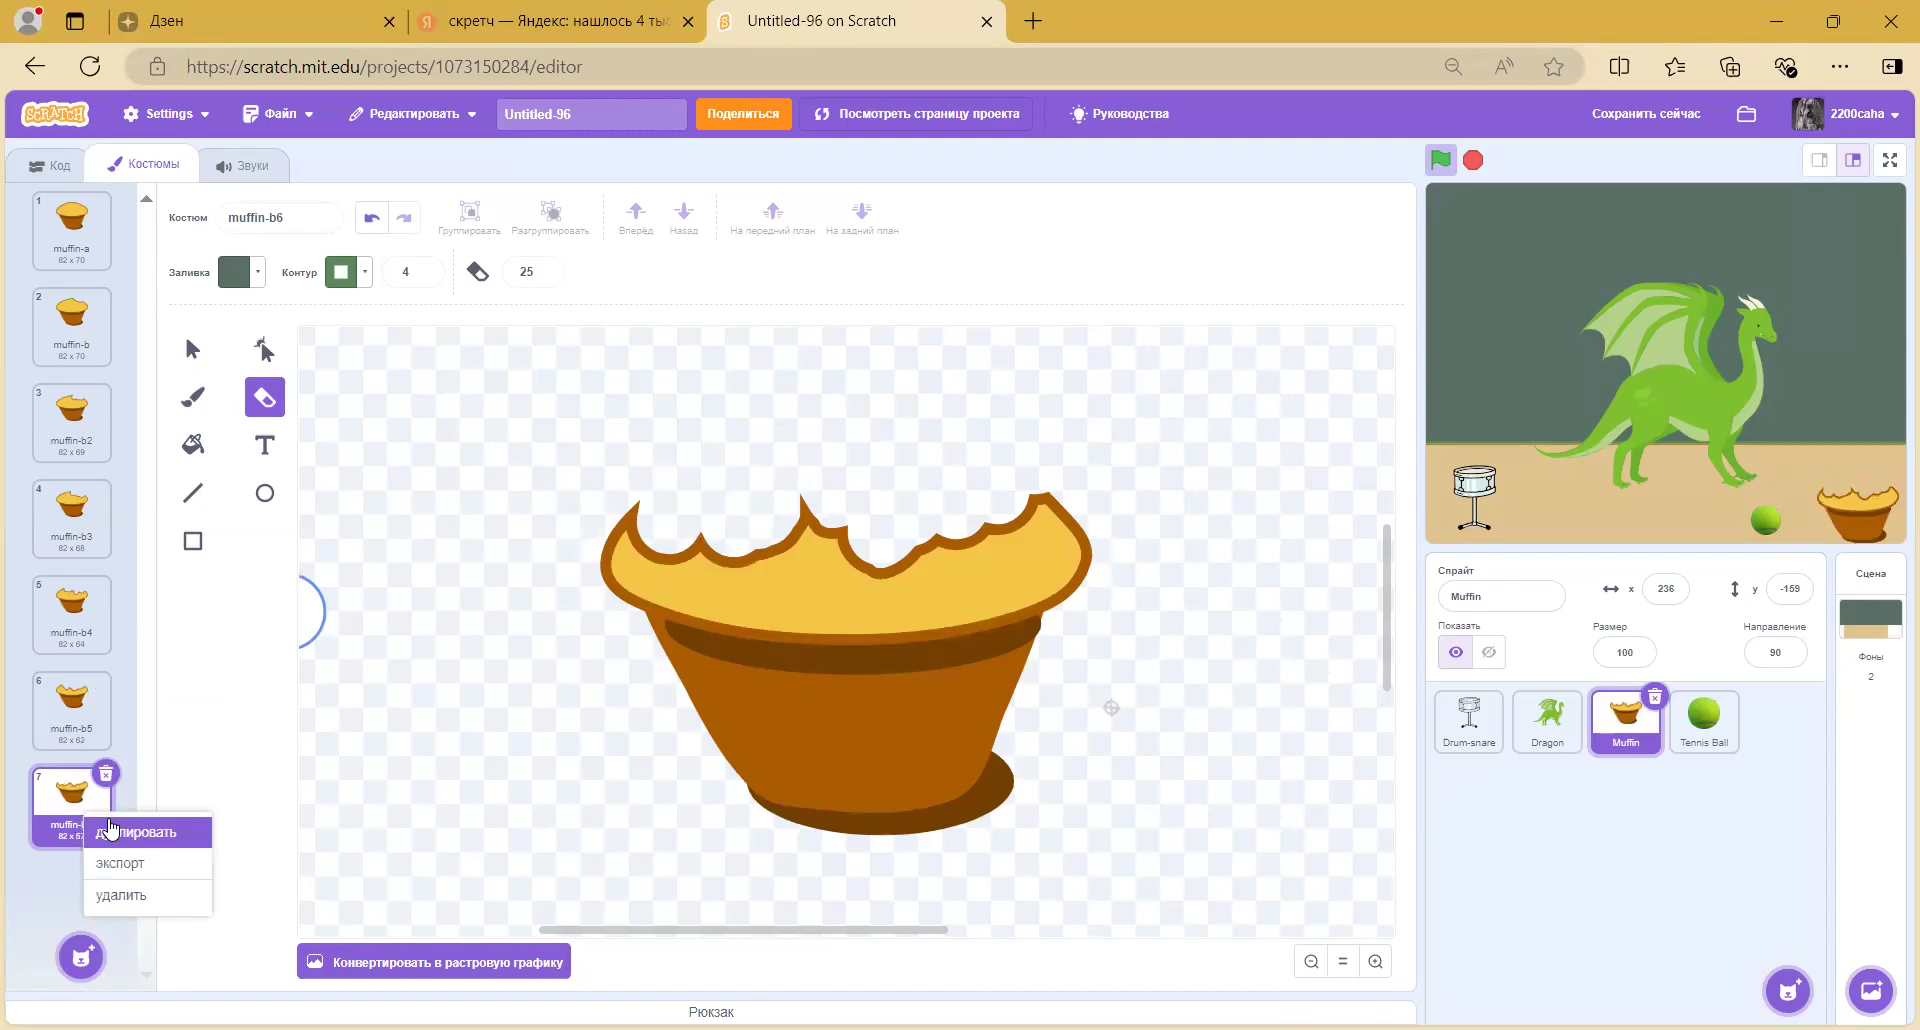 Дзен
скретч — Яндекс: нашлось 4 тыс
Untitled-96 on Scratch
https://scratch.mit.edu/projects/1073150284/editor
SCRATCH
Settings
Файл
Редактировать
Untitled-96
Поделиться
Посмотреть страницу проекта
Руководства
Сохранить сейчас
2200caha
Код
Костюмы
Звуки
1
muffin-a
82 x 70
2
muffin-b
82 x 70
3
muffin-b2
82 x 69
4
muffin-b3
82 x 68
5
muffin-b4
82 x 64
6
muffin-b5
82 x 62
7
muffin-
82 x 57
экспорт
удалить
Костюм
muffin-b6
Группировать
Разгруппировать
Вперёд
Назад
На передний план
На задний план
Заливка
Контур
4
25
T
Конвертировать в растровую графику
=
Рюкзак
Спрайт
Muffin
x
236
y
-159
Показать
Размер
100
Направление
90
Drum-snare
Dragon
Muffin
Tennis Ball
Сцена
Фоны
2